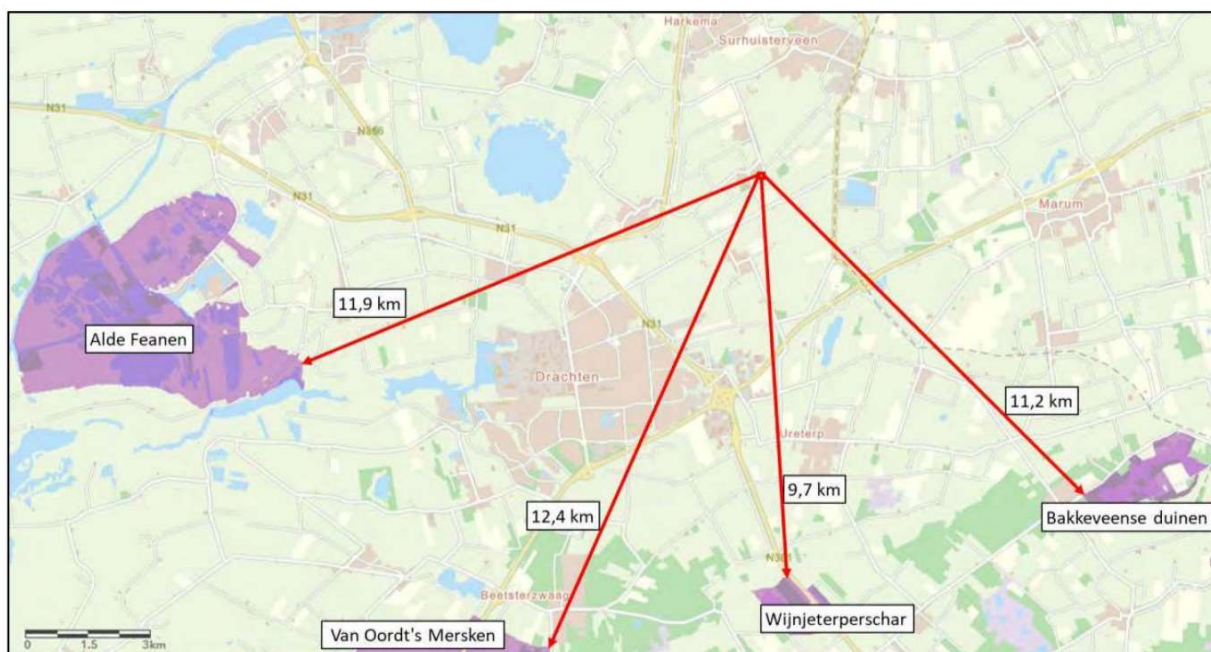 Harkema
Surhuisterveen
N31
N356
N31
N31
Marum
11,9 km
Alde Feanen
N31
Drachten
11,2 km
Ureterp
9,7 km
12,4 km
Bakkeveense duinen
N381
Beetsterzwaag
Wijnjeterperschar
Van Oordt's Mersken
0 1.5 3km